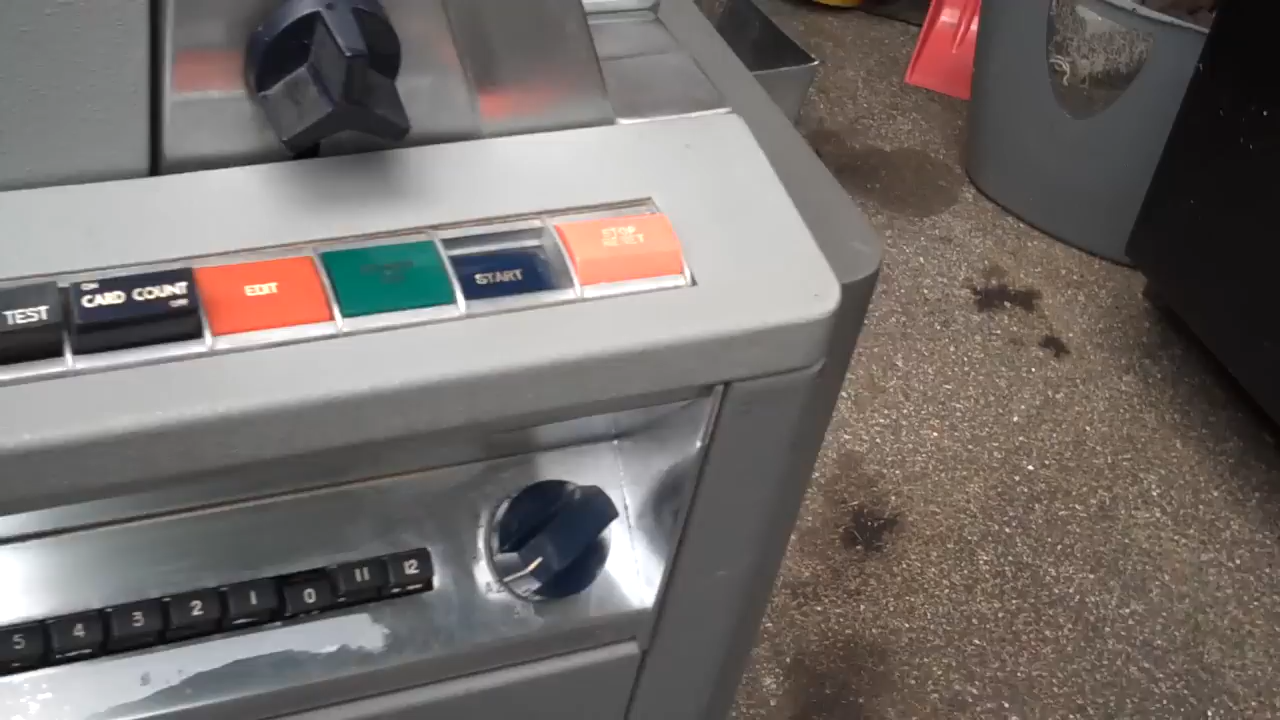 TEST
ON
CARD COUNT
OFF
EDIT
START
STOP
RESET
5 4 3 2 1 0 11 12